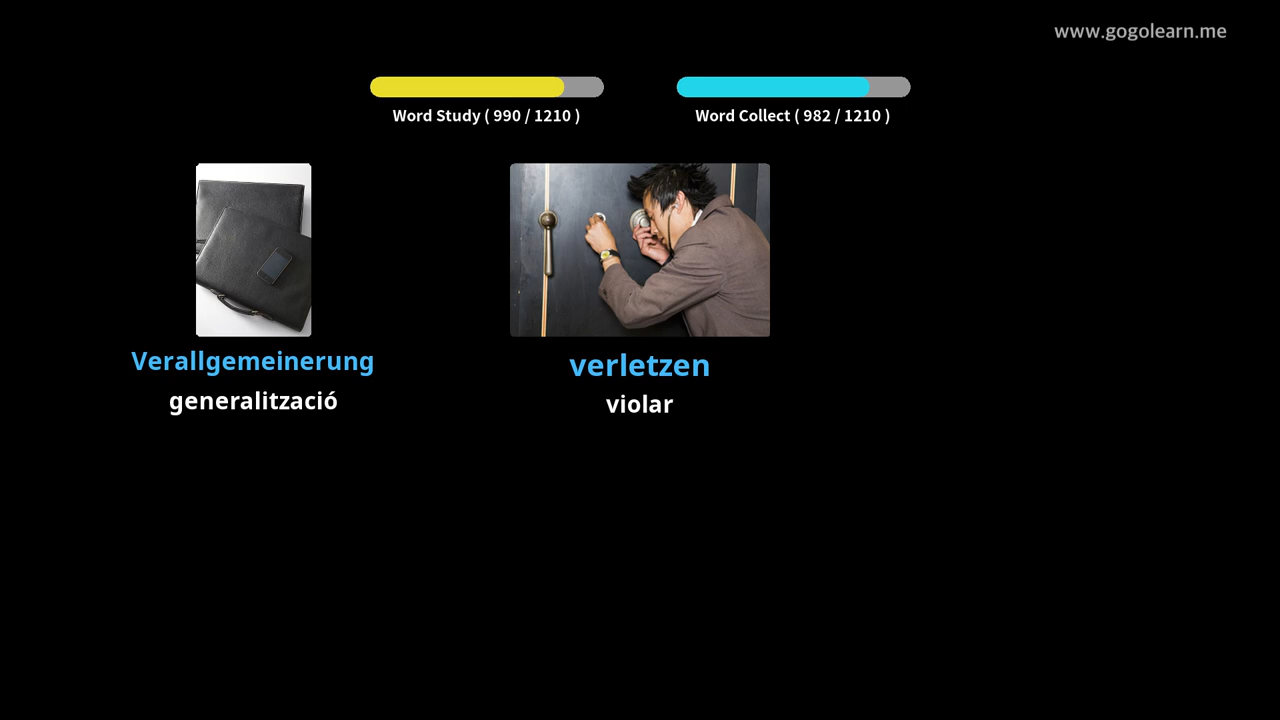 www.gogolearn.me
Word Study ( 990 / 1210 )
Word Collect ( 982 / 1210 )
Verallgemeinerung
generalització
verletzen
violar